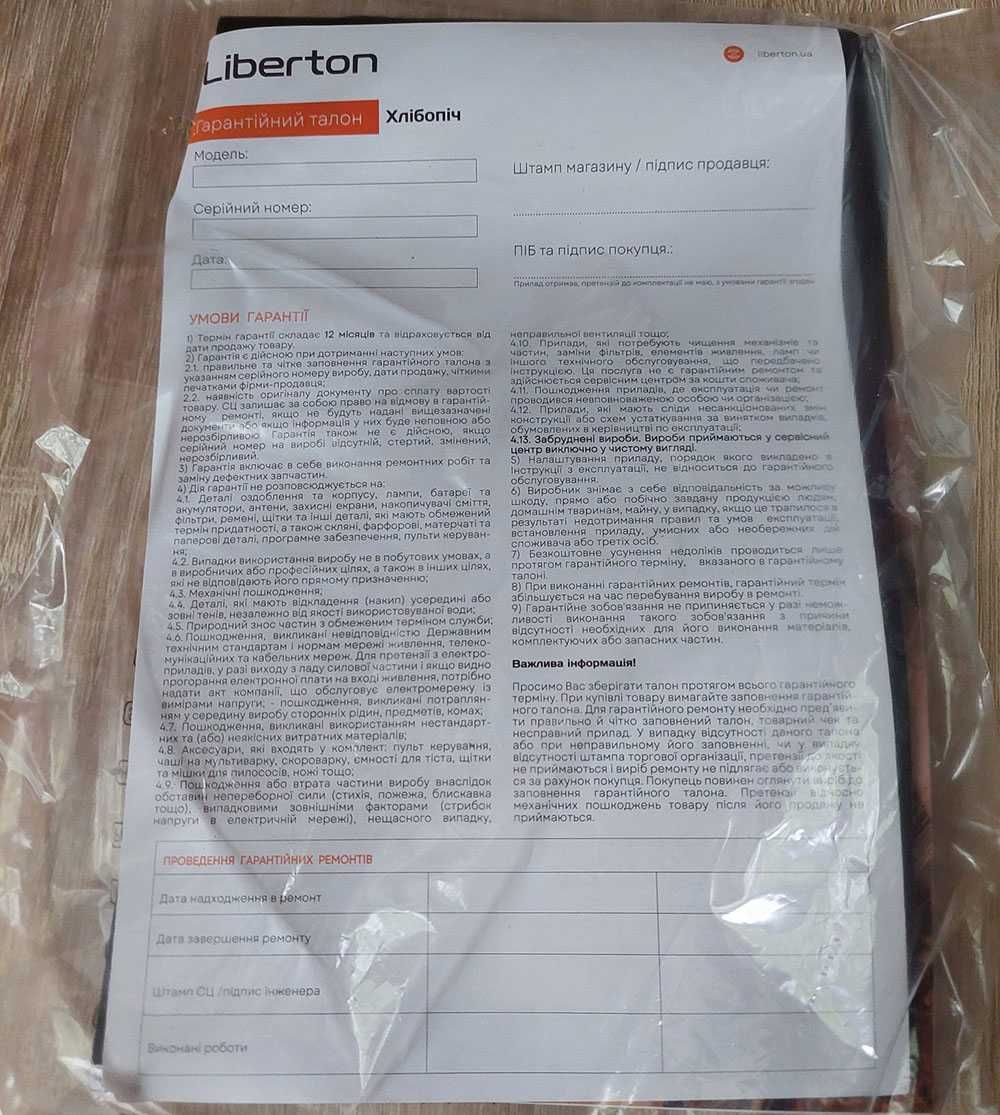 Liberton
liberton.ua
Гарантійний талон Хлібопіч
Модель:
Серійний номер:
Дата:
Штамп магазину / підпис продавця:
ПІБ та підпис покупця.:
Прилад отримав, претензій до комплектації не маю, з умовами гарантії згоден
УМОВИ ГАРАНТІЇ
1) Термін гарантії складає 12 місяців та відраховується від
дати продажу товару.
2) Гарантія є дійсною при дотриманні наступних умов:
2.1. правильне та чітке заповнення гарантійного талона з
указанням серійного номеру виробу, дати продажу, чіткими
печатками фірми-продавця;
2.2. наявність оригіналу документу про сплату вартості
товару. СЦ залишає за собою право на відмову в гарантій-
ному ремонті, якщо не будуть надані вищезазначені
документи або якщо інформація у них буде неповною або
нерозбірливою. Гарантія також не є дійсною, якщо
серійний номер на виробі відсутній, стертий, змінений,
нерозбірливий.
3) Гарантія включає в себе виконання ремонтних робіт та
заміну дефектних запчастин.
4) Дія гарантії не розповсюджується на:
4.1. Деталі оздоблення та корпусу, лампи, батареї та
акумулятори, антени, захисні екрани, накопичувачі сміття,
фільтри, ремені, щітки та інші деталі, які мають обмежений
термін придатності, а також скляні, фарфорові, матерчаті та
паперові деталі, програмне забезпечення, пульти керуван-
ня;
4.2. Випадки використання виробу не в побутових умовах, а
в виробничих або професійних цілях, а також в інших цілях,
які не відповідають його прямому призначенню;
4.3. Механічні пошкодження;
4.4. Деталі, які мають відкладення (накип) усередині або
зовні тенів, незалежно від якості використовуваної води;
4.5. Природний знос частин з обмеженим терміном служби;
4.6. Пошкодження, викликані невідповідністю Державним
технічним стандартам і нормам мережі живлення, телеко-
мунікаційних та кабельних мереж. Для претензії з електро-
приладів, у разі виходу з ладу силової частини і якщо видно
прогорання електронної плати на вході живлення, потрібно
надати акт компанії, що обслуговує електромережу із
вимірами напруги; - пошкодження, викликані потраплян-
ням у середину виробу сторонніх рідин, предметів, комах;
4.7. Пошкодження, викликані використанням нестандарт-
них та (або) неякісних витратних матеріалів;
4.8. Аксесуари, які входять у комплект: пульт керування,
чаші на мультиварку, скороварку, ємності для тіста, щітки
та мішки для пилососів, ножі тощо;
4.9. Пошкодження або втрата частини виробу внаслідок
обставин непереборної сили (стихія, пожежа, блискавка
тощо), випадковими зовнішніми факторами (стрибок
напруги в електричній мережі), нещасного випадку,
неправильної вентиляції тощо;
4.10. Прилади, які потребують чищення механізмів та
частин, заміни фільтрів, елементів живлення, ламп чи
іншого технічного обслуговування, що передбачено
інструкцією. Ця послуга не є гарантійним ремонтом та
здійснюється сервісним центром за кошти споживача;
4.11. Пошкодження приладів, де експлуатація чи ремонт
проводився невповноваженою особою чи організацією;
4.12. Прилади, які мають сліди несанкціонованих змін
конструкції або схем устаткування за винятком випадків,
обумовлених в керівництві по експлуатації;
4.13. Забруднені вироби. Вироби приймаються у сервісний
центр виключно у чистому вигляді.
5) Налаштування приладу, порядок якого викладено в
інструкції з експлуатації, не відноситься до гарантійного
обслуговування.
6) Виробник знімає з себе відповідальність за можливу
шкоду, прямо або побічно завдану продукцією людям,
домашнім тваринам, майну, у випадку, якщо це трапилося в
результаті недотримання правил та умов експлуатації,
встановлення приладу, умисних або необережних дій
споживача або третіх осіб.
7) Безкоштовне усунення недоліків проводиться лише
протягом гарантійного терміну, вказаного в гарантійному
талоні.
8) При виконанні гарантійних ремонтів, гарантійний термін
збільшується на час перебування виробу в ремонті.
9) Гарантійне зобов'язання не припиняється у разі немож-
ливості виконання такого зобов'язання з причини
відсутності необхідних для його виконання матеріалів,
комплектуючих або запасних частин.
Важлива інформація!
Просимо Вас зберігати талон протягом всього гарантійного
терміну. При купівлі товару вимагайте заповнення гарантій-
ного талона. Для гарантійного ремонту необхідно пред'яви-
ти правильно й чітко заповнений талон, товарний чек та
несправний прилад. У випадку відсутності даного талона
або при неправильному його заповненні, чи у випадку
відсутності штампа торгової організації, претензії до якості
не приймаються і виріб ремонту не підлягає або виконуєть-
ся за рахунок покупця. Покупець повинен оглянути виріб до
заповнення гарантійного талона. Претензії відносно
механічних пошкоджень товару після його продажу не
приймаються.
ПРОВЕДЕННЯ ГАРАНТІЙНИХ РЕМОНТІВ
Дата надходження в ремонт
Дата завершення ремонту
Штамп СЦ /підпис інженера
Виконані роботи